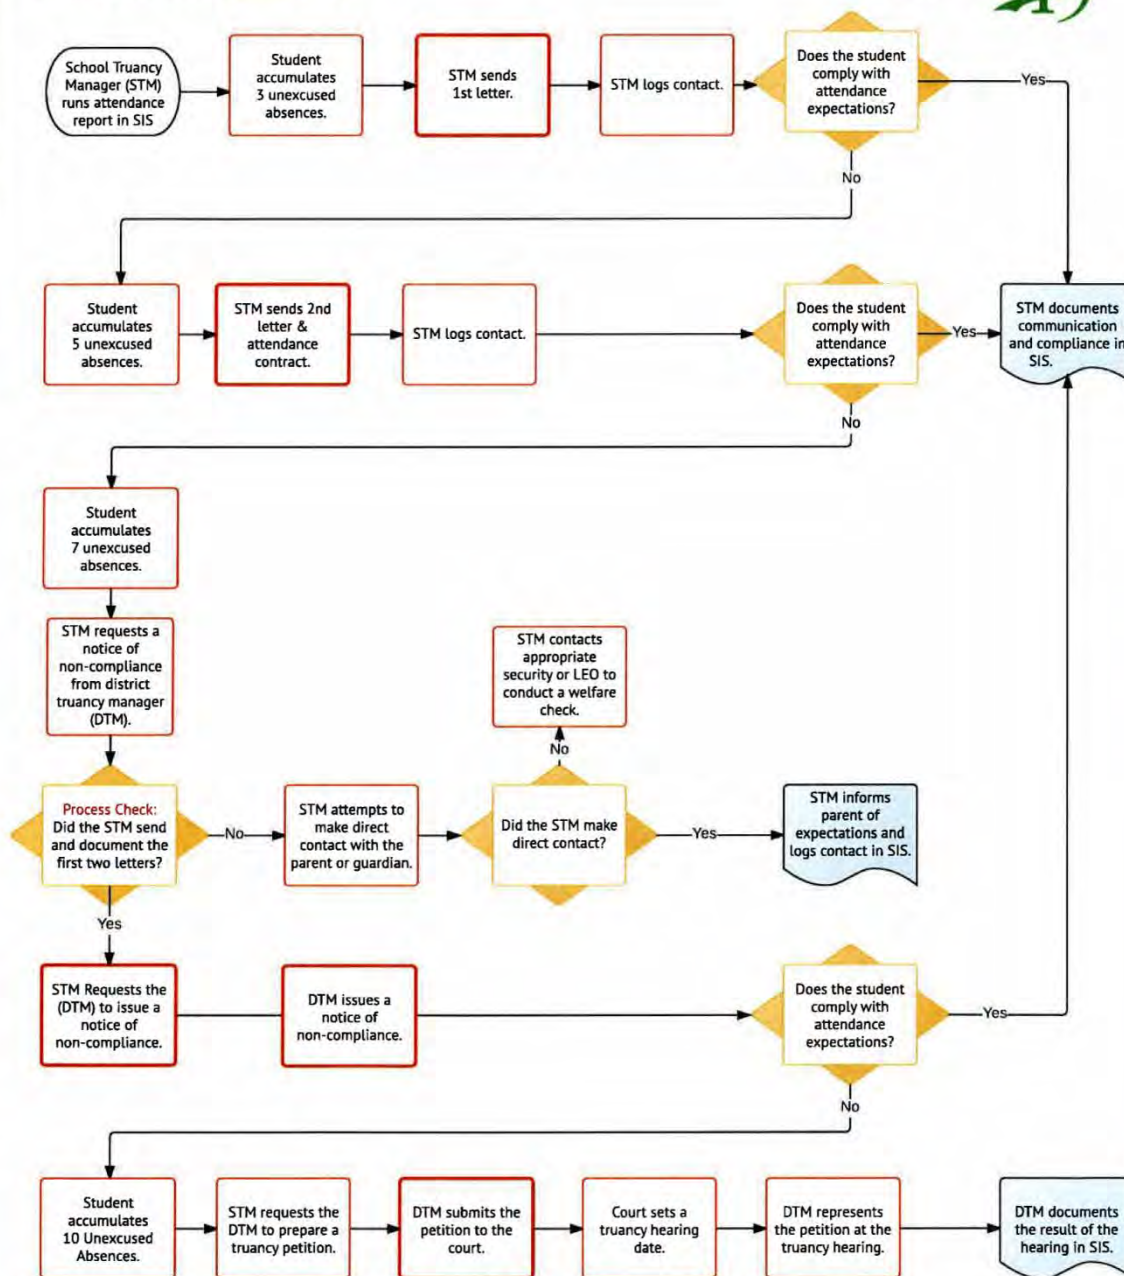 School Truancy
Manager (STM)
runs attendance
report in SIS
Student
accumulates
3 unexcused
absences.
STM sends
1st letter.
STM logs contact.
Does the student
comply with
attendance
expectations?
Yes
No
Student
accumulates
5 unexcused
absences.
STM sends 2nd
letter &
attendance
contract.
STM logs contact.
Does the student
comply with
attendance
expectations?
Yes
STM documents
communication
and compliance in
SIS.
No
Student
accumulates
7 unexcused
absences.
STM requests a
notice of
non-compliance
from district
truancy manager
(DTM).
STM contacts
appropriate
security or LEO to
conduct a welfare
check.
No
Process Check:
Did the STM send
and document the
first two letters?
No
STM attempts to
make direct
contact with the
parent or guardian.
Did the STM make
direct contact?
Yes
STM informs
parent of
expectations and
logs contact in SIS.
Yes
STM Requests the
(DTM) to issue a
notice of
non-compliance.
DTM issues a
notice of
non-compliance.
Does the student
comply with
attendance
expectations?
Yes
No
Student
accumulates
10 Unexcused
Absences.
STM requests the
DTM to prepare a
truancy petition.
DTM submits the
petition to the
court.
Court sets a
truancy hearing
date.
DTM represents
the petition at the
truancy hearing.
DTM documents
the result of the
hearing in SIS.